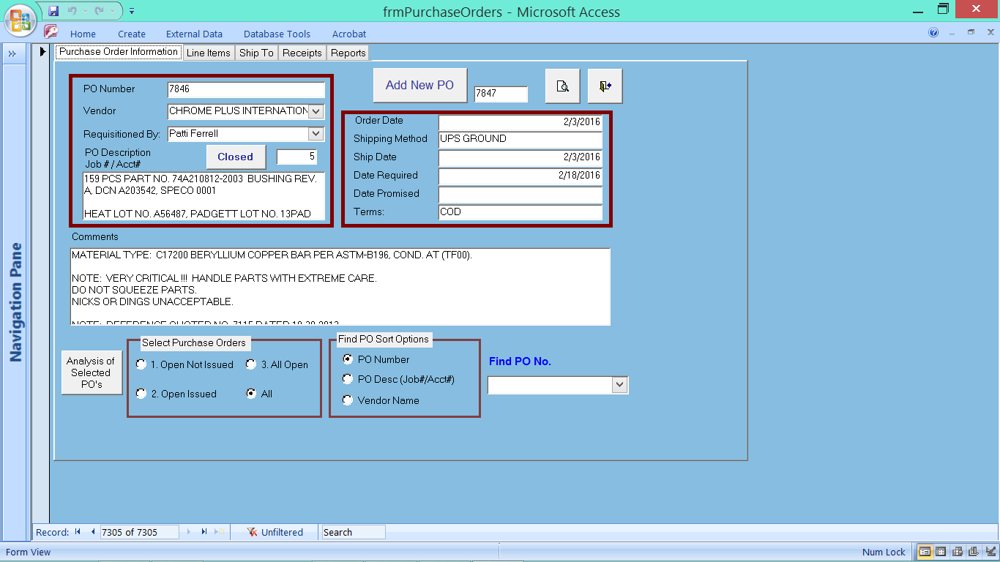 frmPurchaseOrders - Microsoft Access
Home Create External Data Database Tools Acrobat
Purchase Order Information Line Items Ship To Receipts Reports
PO Number 7846
Vendor CHROME PLUS INTERNATION
Requisitioned By: Patti Ferrell
PO Description
Job # / Acct#
Closed 5
159 PCS PART NO. 74A210812-2003 BUSHING REV.
A, DCN A203542, SPECO 0001
HEAT LOT NO. A56487, PADGETT LOT NO. 13PAD
Add New PO 7847
Order Date 2/3/2016
Shipping Method UPS GROUND
Ship Date 2/3/2016
Date Required 2/18/2016
Date Promised
Terms: COD
Comments
MATERIAL TYPE: C17200 BERYLLIUM COPPER BAR PER ASTM-B196, COND. AT (TF00).
NOTE: VERY CRITICAL !!! HANDLE PARTS WITH EXTREME CARE.
DO NOT SQUEEZE PARTS.
NICKS OR DINGS UNACCEPTABLE.
NOTE: REFERENCE QUOTED NO. 7115 DATED
Analysis of
Selected
PO's
Select Purchase Orders
1. Open Not Issued 3. All Open
2. Open Issued All
Find PO Sort Options
PO Number
PO Desc (Job#/Acct#)
Vendor Name
Find PO No.
Navigation Pane
Record: 7305 of 7305 Unfiltered Search
Form View Num Lock